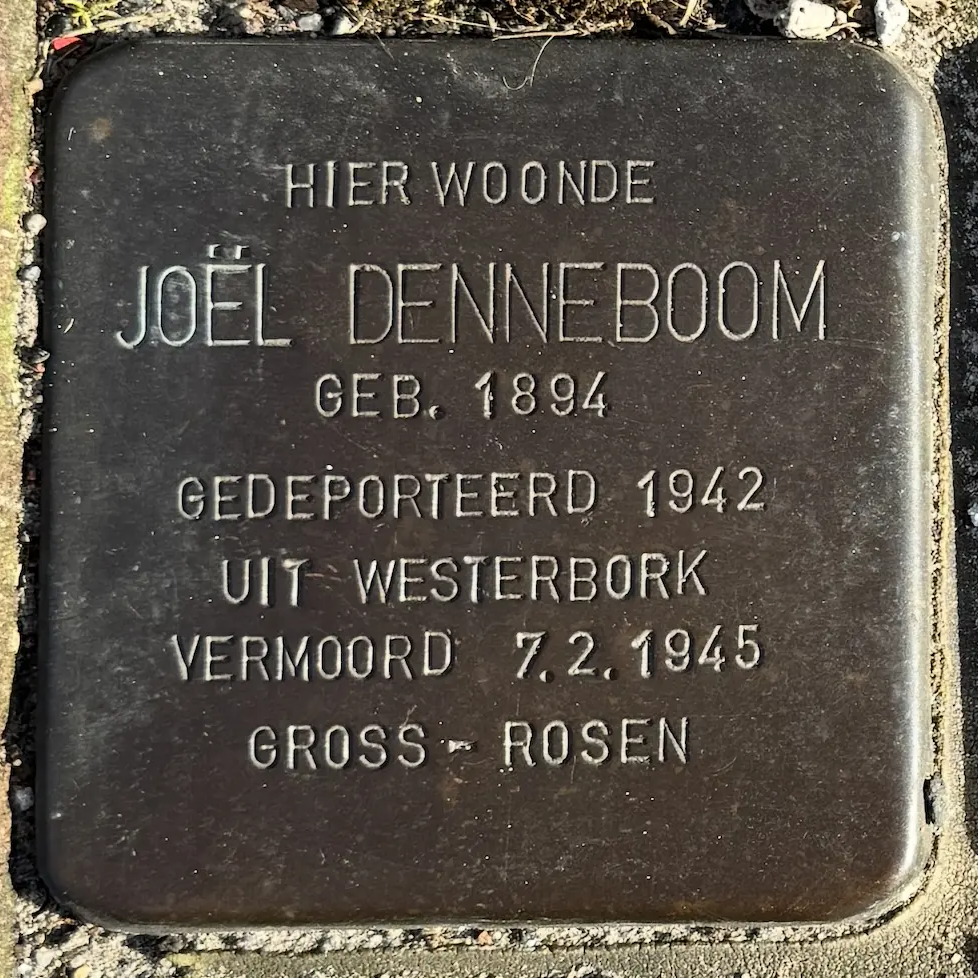 HIER WOONDE
JOËL DENNEBOOM
GEB. 1894
GEDEPORTEERD 1942
UIT WESTERBORK
VERMOORD 7.2.1945
GROSS - ROSEN